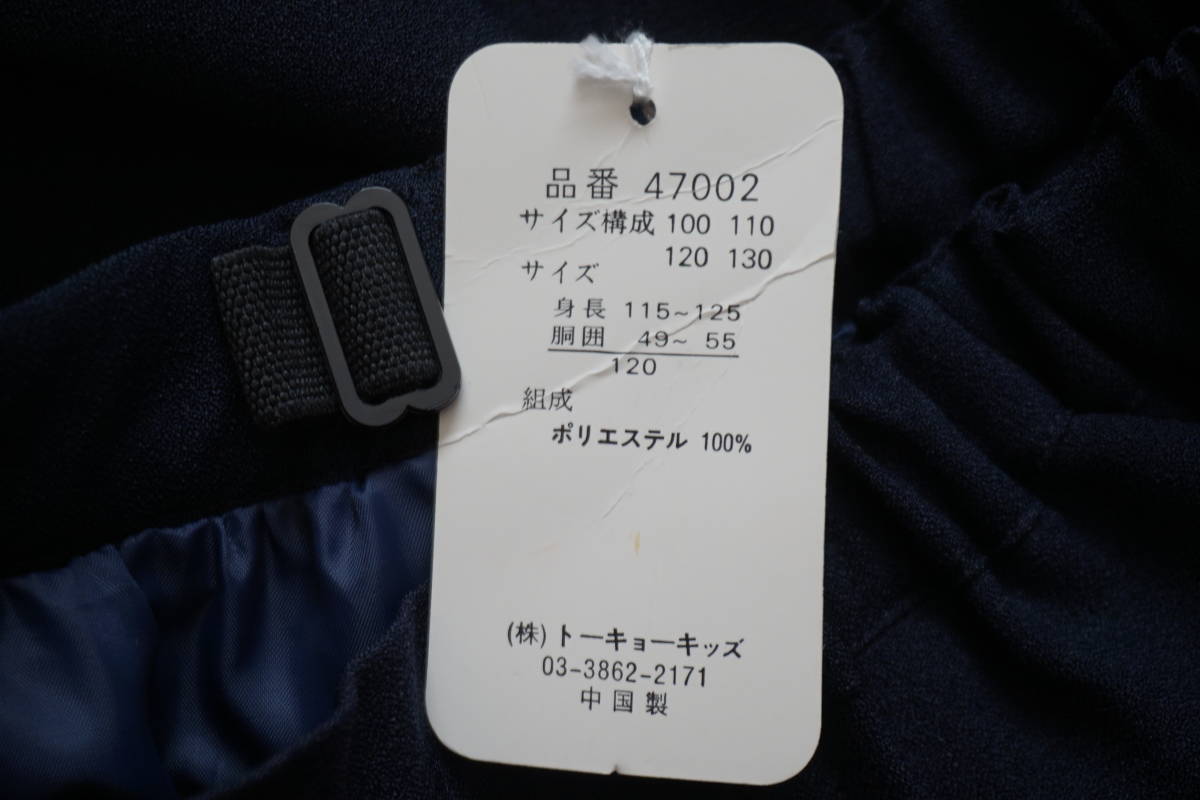 品番 47002
サイズ構成 100 110
120 130
サイズ
身長 115~125
胴囲 49~ 55
120
組成
ポリエステル 100%
(株)トーキョーキッズ
03-3862-2171
中国製